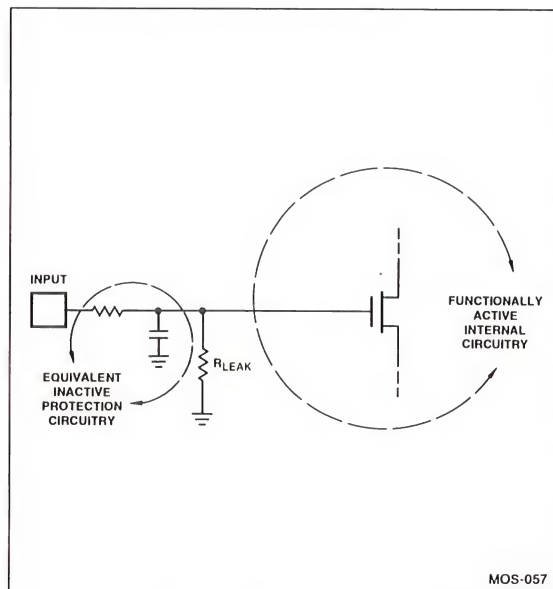 INPUT
EQUIVALENT
INACTIVE
PROTECTION
CIRCUITRY
RLEAK
FUNCTIONALLY
ACTIVE
INTERNAL
CIRCUITRY
MOS-057